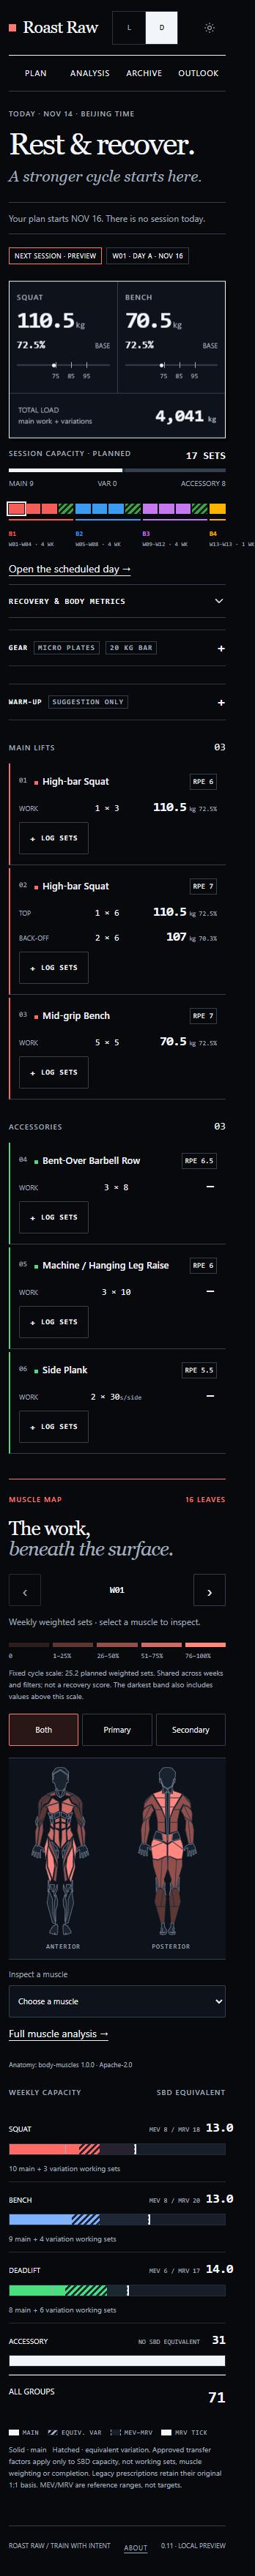 Roast Raw
L D
PLAN ANALYSIS ARCHIVE OUTLOOK
TODAY · NOV 14 · BEIJING TIME
Rest & recover.
A stronger cycle starts here.
Your plan starts NOV 16. There is no session today.
NEXT SESSION · PREVIEW W01 · DAY A · NOV 16
SQUAT BENCH
110.5 kg 70.5 kg
72.5% BASE 72.5% BASE
75 85 95 75 85 95
TOTAL LOAD
main work + variations
4,041 kg
SESSION CAPACITY · PLANNED 17 SETS
MAIN 9 VAR 0 ACCESSORY 8
B1 B2 B3 B4
W01–W04 · 4 WK W05–W08 · 4 WK W09–W12 · 4 WK W13–W13 · 1 WK
Open the scheduled day →
RECOVERY & BODY METRICS
GEAR MICRO PLATES 20 KG BAR +
WARM-UP SUGGESTION ONLY +
MAIN LIFTS 03
01 High-bar Squat RPE 6
WORK 1 × 3 110.5 kg 72.5%
+ LOG SETS
02 High-bar Squat RPE 7
TOP 1 × 6 110.5 kg 72.5%
BACK-OFF 2 × 6 107 kg 70.3%
+ LOG SETS
03 Mid-grip Bench RPE 7
WORK 5 × 5 70.5 kg 72.5%
+ LOG SETS
ACCESSORIES 03
04 Bent-Over Barbell Row RPE 6.5
WORK 3 × 8 —
+ LOG SETS
05 Machine / Hanging Leg Raise RPE 6
WORK 3 × 10 —
+ LOG SETS
06 Side Plank RPE 5.5
WORK 2 × 30s/side —
+ LOG SETS
MUSCLE MAP 16 LEAVES
The work,
beneath the surface.
‹ W01 ›
Weekly weighted sets · select a muscle to inspect.
0 1–25% 26–50% 51–75% 76–100%
Fixed cycle scale: 25.2 planned weighted sets. Shared across weeks
and filters; not a recovery score. The darkest band also includes
values above this scale.
Both Primary Secondary
ANTERIOR POSTERIOR
Inspect a muscle
Choose a muscle
Full muscle analysis →
Anatomy: body-muscles 1.0.0 · Apache-2.0
WEEKLY CAPACITY SBD EQUIVALENT
SQUAT MEV 8 / MRV 18 13.0
10 main + 3 variation working sets
BENCH MEV 8 / MRV 20 13.0
9 main + 4 variation working sets
DEADLIFT MEV 6 / MRV 17 14.0
8 main + 6 variation working sets
ACCESSORY NO SBD EQUIVALENT 31
ALL GROUPS 71
MAIN EQUIV. VAR MEV–MRV MRV TICK
Solid · main Hatched · equivalent variation. Approved transfer
factors apply only to SBD capacity, not working sets, muscle
weighting or completion. Legacy prescriptions retain their original
1:1 basis. MEV/MRV are reference ranges, not targets.
ROAST RAW / TRAIN WITH INTENT ABOUT 0.11 · LOCAL PREVIEW